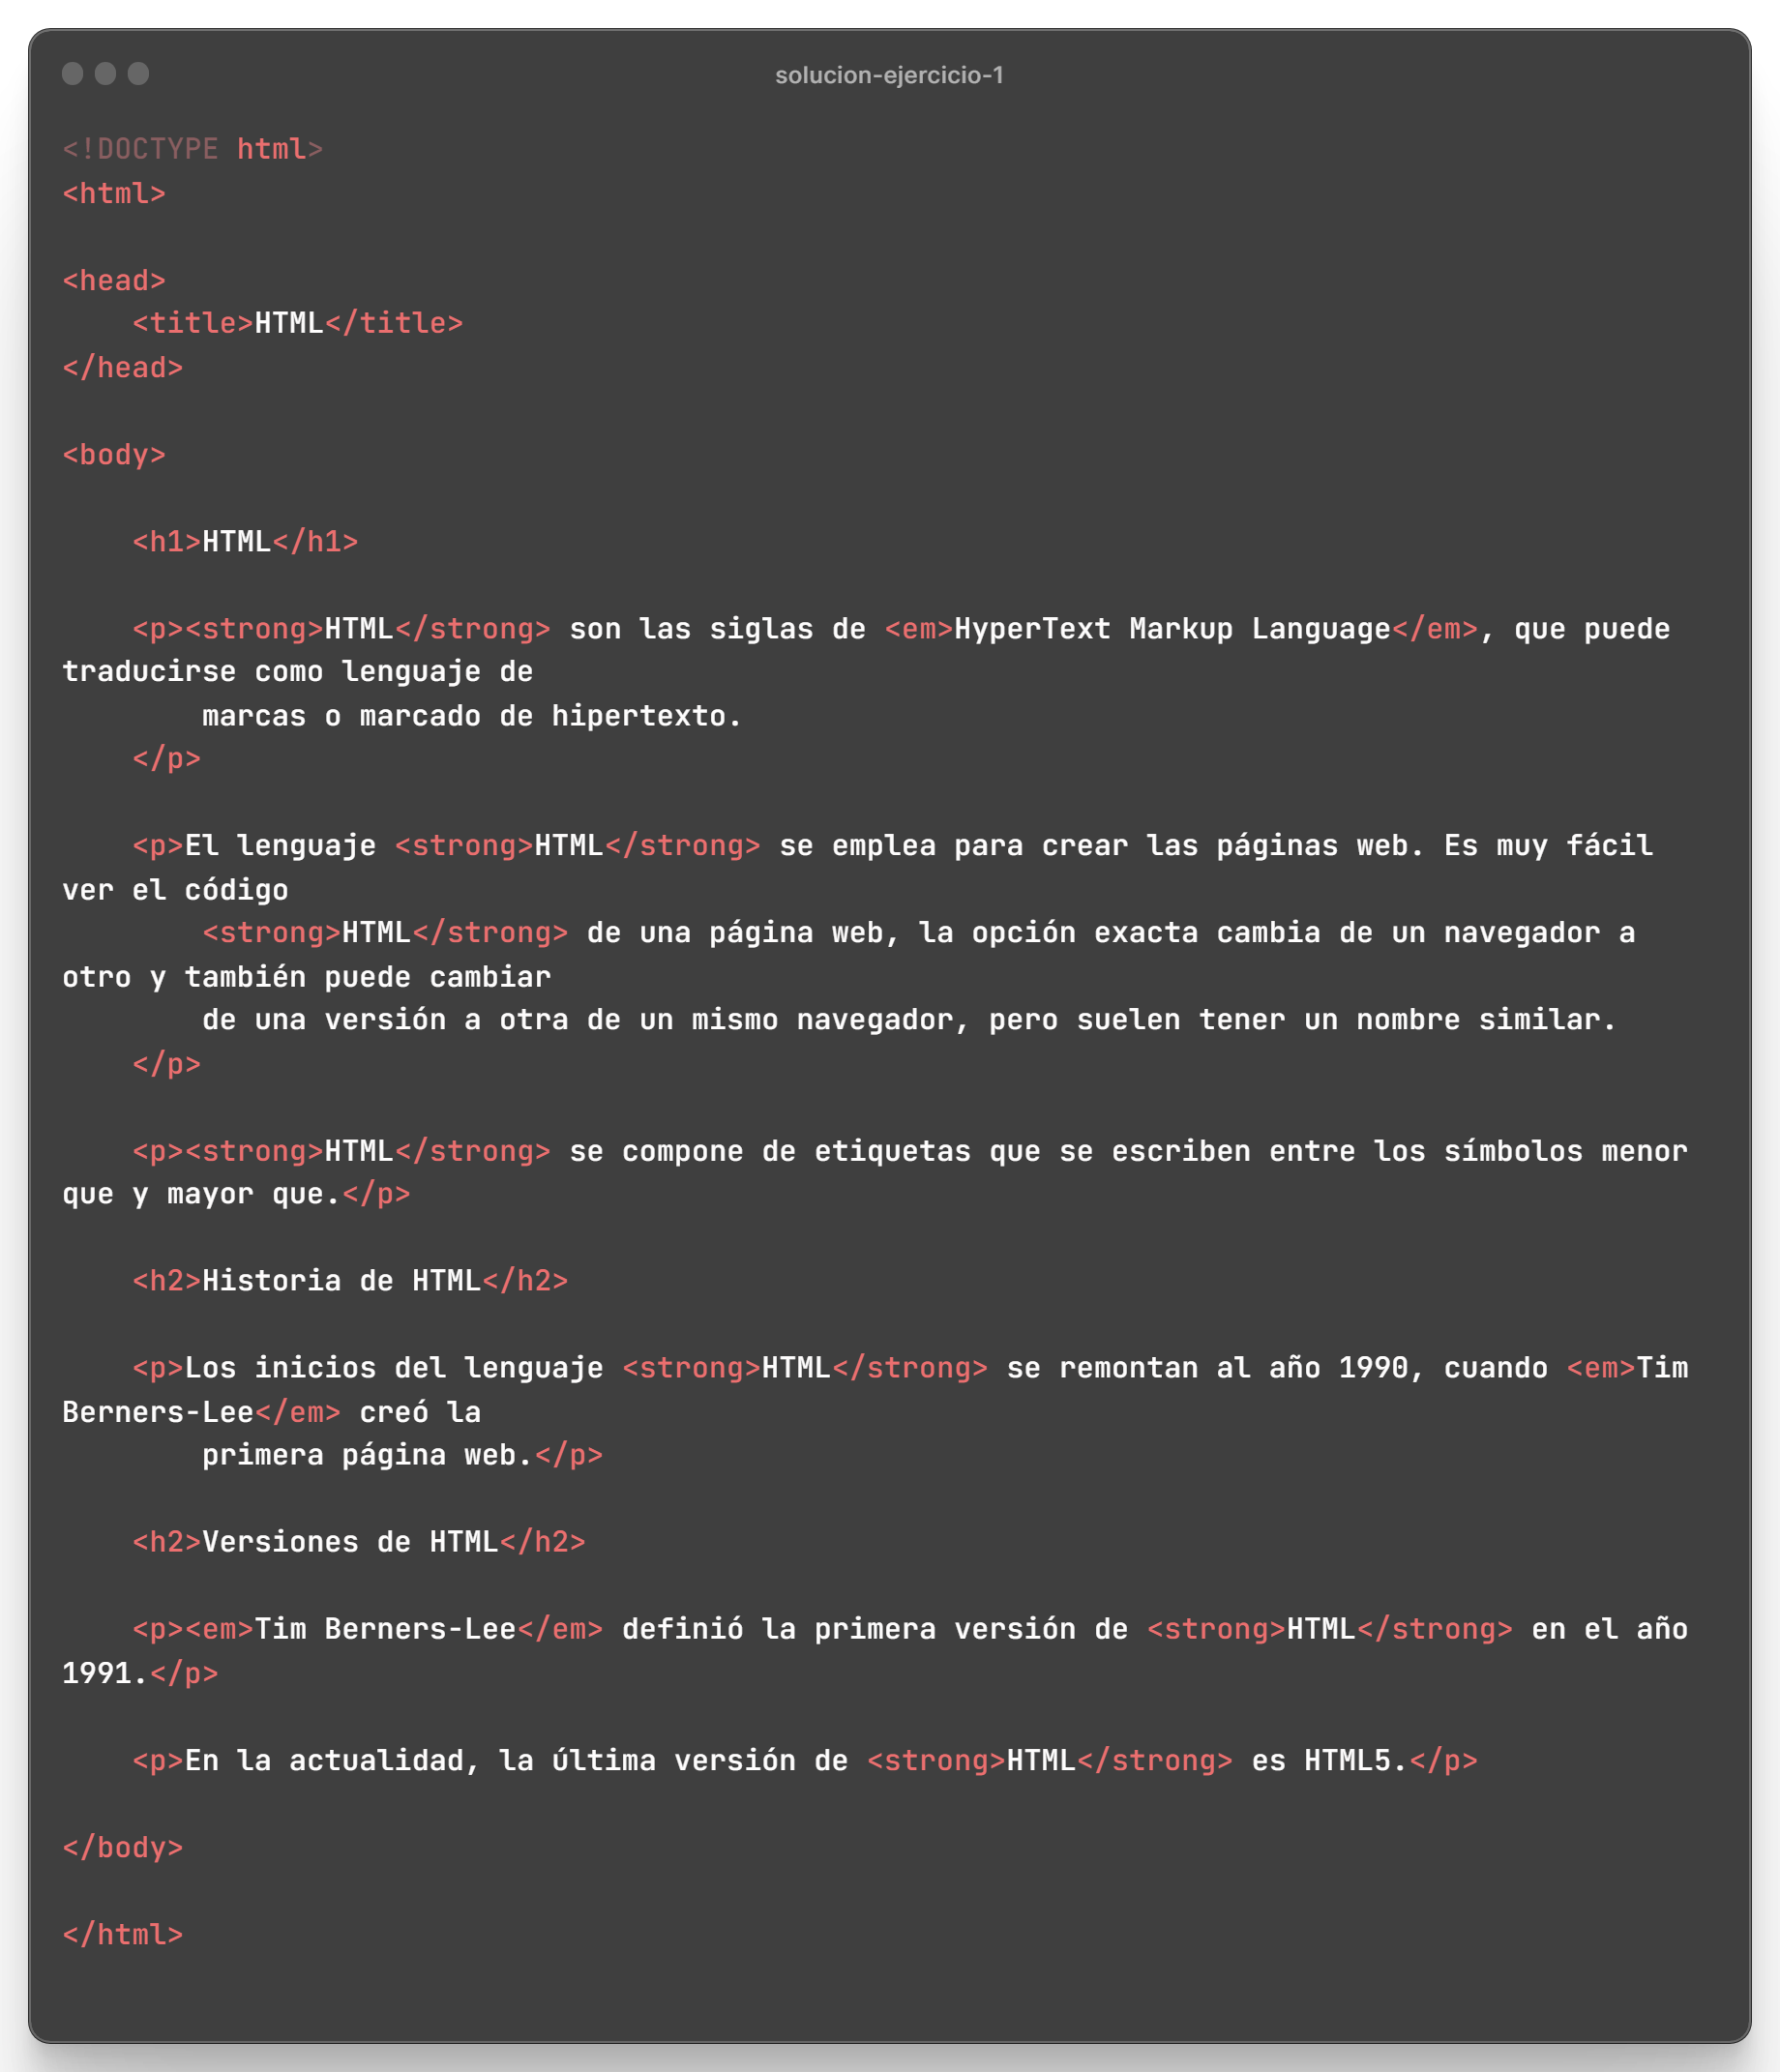 solucion-ejercicio-1
<!DOCTYPE html>
<html>
<head>
<title>HTML</title>
</head>
<body>
<h1>HTML</h1>
<p><strong>HTML</strong> son las siglas de <em>HyperText Markup Language</em>, que puede
traducirse como lenguaje de
marcas o marcado de hipertexto.
</p>
<p>El lenguaje <strong>HTML</strong> se emplea para crear las páginas web. Es muy fácil
ver el código
<strong>HTML</strong> de una página web, la opción exacta cambia de un navegador a
otro y también puede cambiar
de una versión a otra de un mismo navegador, pero suelen tener un nombre similar.
</p>
<p><strong>HTML</strong> se compone de etiquetas que se escriben entre los símbolos menor
que y mayor que.</p>
<h2>Historia de HTML</h2>
<p>Los inicios del lenguaje <strong>HTML</strong> se remontan al año 1990, cuando <em>Tim
Berners-Lee</em> creó la
primera página web.</p>
<h2>Versiones de HTML</h2>
<p><em>Tim Berners-Lee</em> definió la primera versión de <strong>HTML</strong> en el año
1991.</p>
<p>En la actualidad, la última versión de <strong>HTML</strong> es HTML5.</p>
</body>
</html>